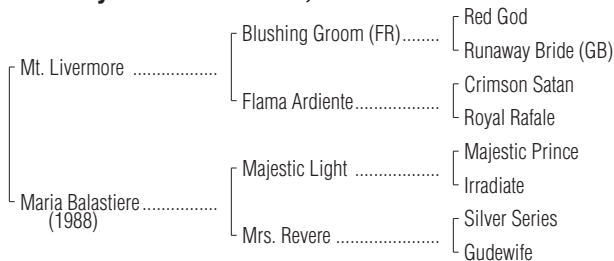 Red God
Blushing Groom (FR)........
Runaway Bride (GB)
Mt. Livermore ..................
Crimson Satan
Flama Ardiente..................
Royal Rafale
Majestic Prince
Majestic Light ..................
Irradiate
Maria Balastiere................
(1988)
Silver Series
Mrs. Revere ......................
Gudewife